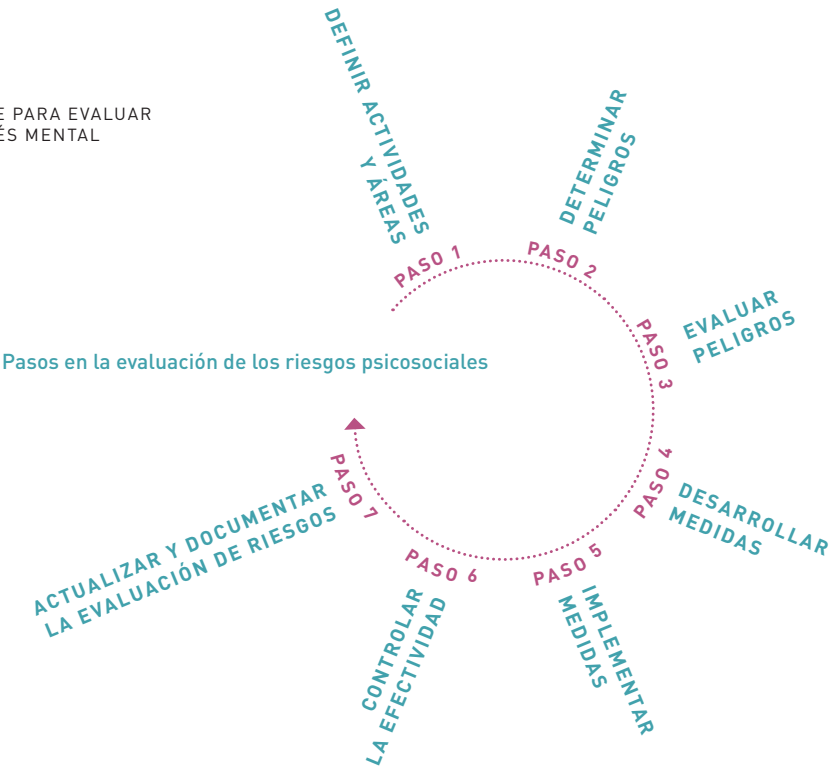 E PARA EVALUAR
ÉS MENTAL
Pasos en la evaluación de los riesgos psicosociales
PASO 1
DEFINIR ACTIVIDADES
Y ÁREAS
PASO 2
DETERMINAR
PELIGROS
PASO 3
EVALUAR
PELIGROS
PASO 4
DESARROLLAR
MEDIDAS
PASO 5
IMPLEMENTAR
MEDIDAS
PASO 6
CONTROLAR
LA EFECTIVIDAD
PASO 7
ACTUALIZAR Y DOCUMENTAR
LA EVALUACIÓN DE RIESGOS